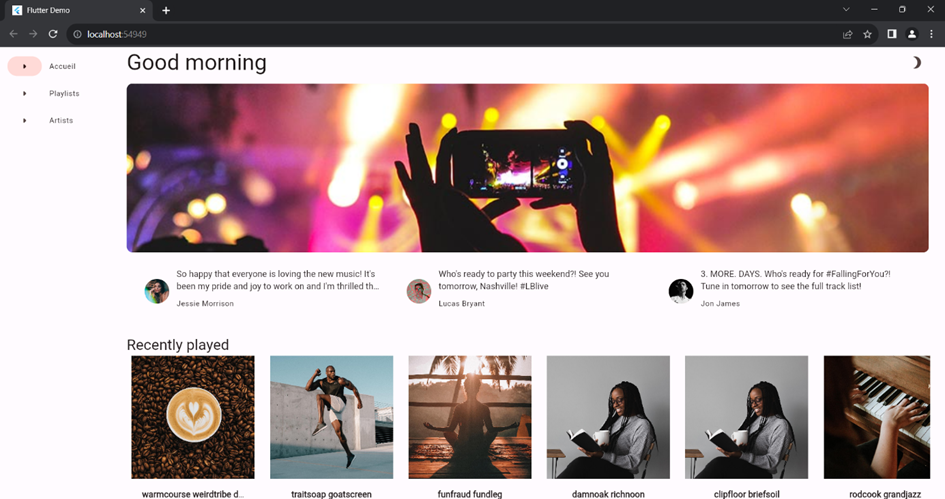 Flutter Demo
localhost:54949
Good morning
Accueil
Playlists
Artists
So happy that everyone is loving the new music! It's
been my pride and joy to work on and I'm thrilled th...
Jessie Morrison
Who's ready to party this weekend?! See you
tomorrow, Nashville! #LBlive
Lucas Bryant
3. MORE. DAYS. Who's ready for #FallingForYou?!
Tune in tomorrow to see the full track list!
Jon James
Recently played
warmcourse weirdtribe d...
traitsoap goatscreen
funfraud fundleg
damnoak richnoon
clipfloor briefsoil
rodcook grandjazz